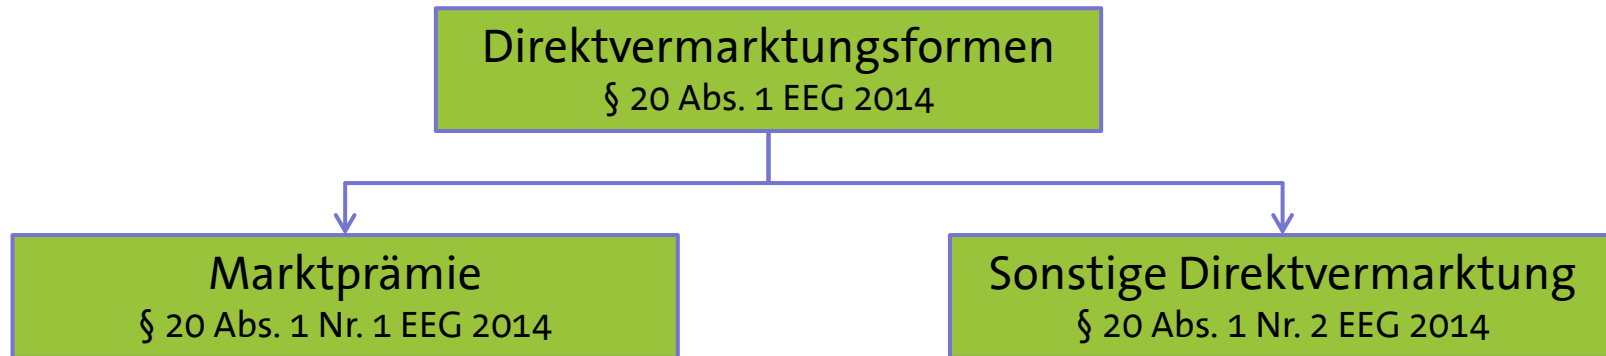 Direktvermarktungsformen
§ 20 Abs. 1 EEG 2014
Marktprämie
§ 20 Abs. 1 Nr. 1 EEG 2014
Sonstige Direktvermarktung
§ 20 Abs. 1 Nr. 2 EEG 2014